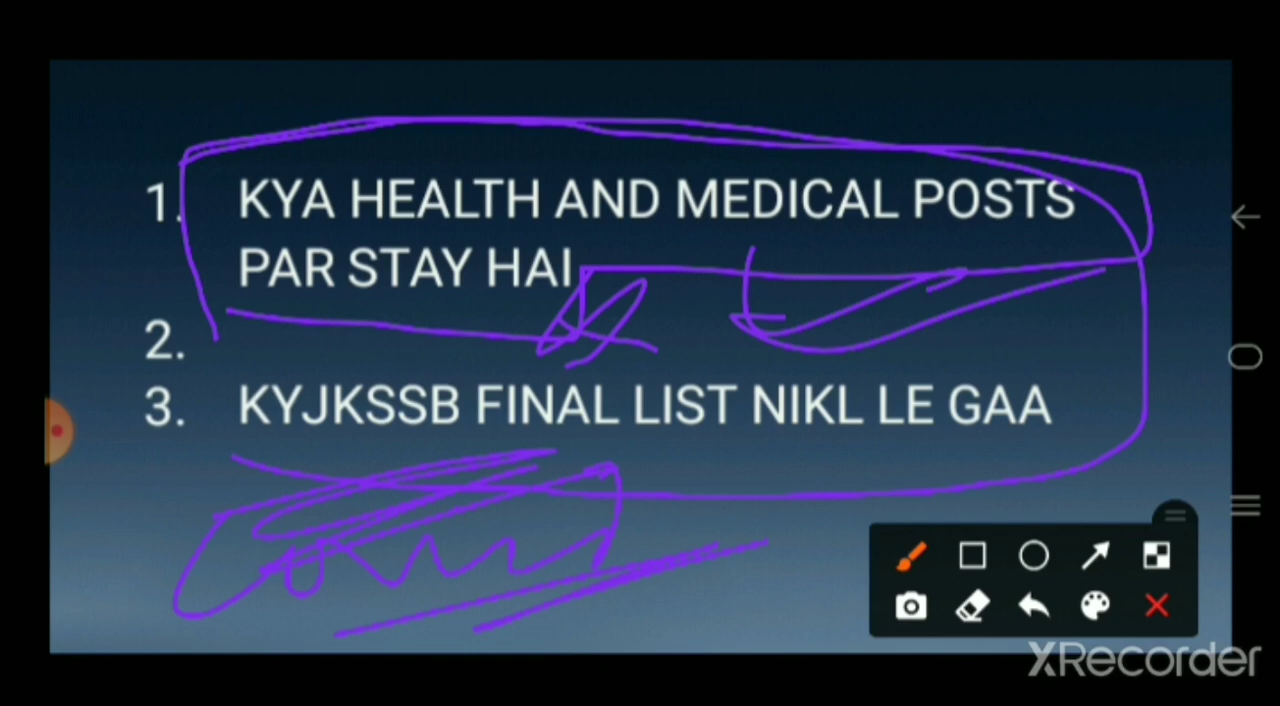 1. KYA HEALTH AND MEDICAL POSTS
PAR STAY HAI
2.
3. KYJKSSB FINAL LIST NIKL LE GAA
XRecorder